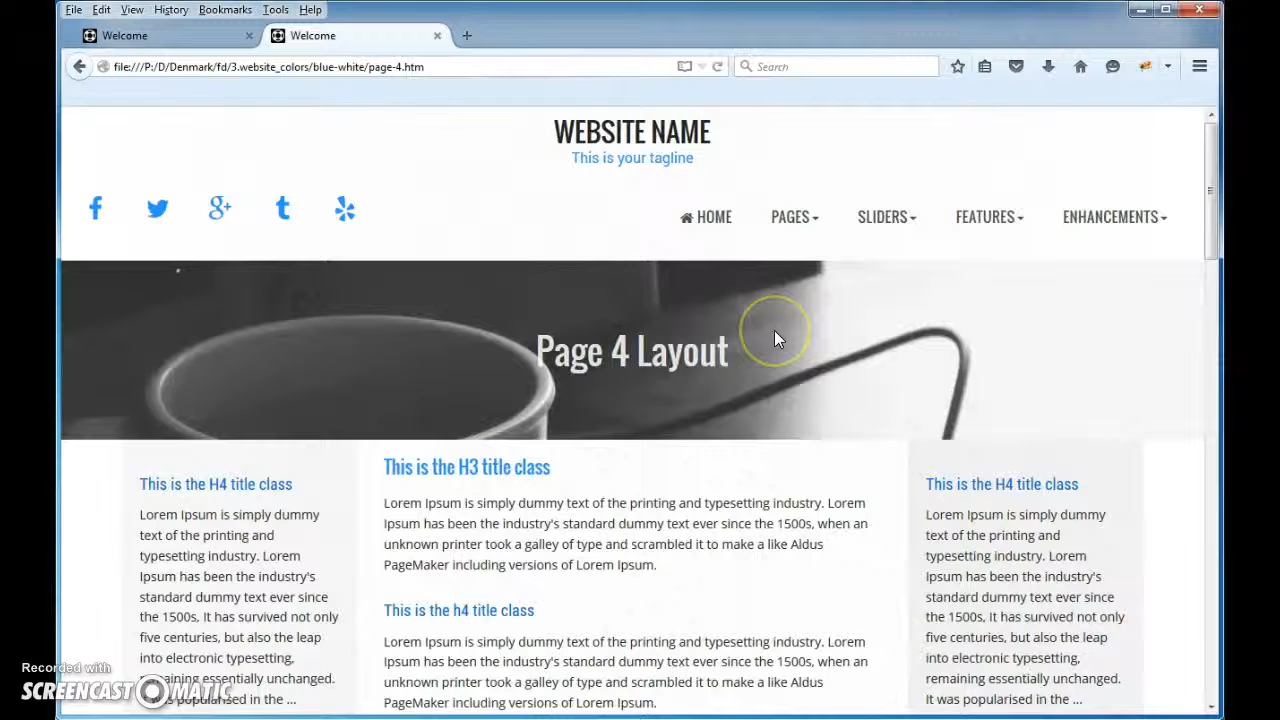 File Edit View History Bookmarks Tools Help
Welcome
Welcome
file:///P:/D/Denmark/fd/3.website_colors/blue-white/page-4.htm
Search
WEBSITE NAME
This is your tagline
HOME PAGES SLIDERS FEATURES ENHANCEMENTS
Page 4 Layout
This is the H4 title class
Lorem Ipsum is simply dummy
text of the printing and
typesetting industry. Lorem
Ipsum has been the industry's
standard dummy text ever since
the 1500s, It has survived not only
five centuries, but also the leap
into electronic typesetting,
remaining essentially unchanged.
It was popularised in the ...
This is the H3 title class
Lorem Ipsum is simply dummy text of the printing and typesetting industry. Lorem
Ipsum has been the industry's standard dummy text ever since the 1500s, when an
unknown printer took a galley of type and scrambled it to make a like Aldus
PageMaker including versions of Lorem Ipsum.
This is the h4 title class
Lorem Ipsum is simply dummy text of the printing and typesetting industry. Lorem
Ipsum has been the industry's standard dummy text ever since the 1500s, when an
unknown printer took a galley of type and scrambled it to make a like Aldus
PageMaker including versions of Lorem Ipsum.
This is the H4 title class
Lorem Ipsum is simply dummy
text of the printing and
typesetting industry. Lorem
Ipsum has been the industry's
standard dummy text ever since
the 1500s, It has survived not only
five centuries, but also the leap
into electronic typesetting,
remaining essentially unchanged.
It was popularised in the ...
Recorded with
SCREENCAST-O-MATIC